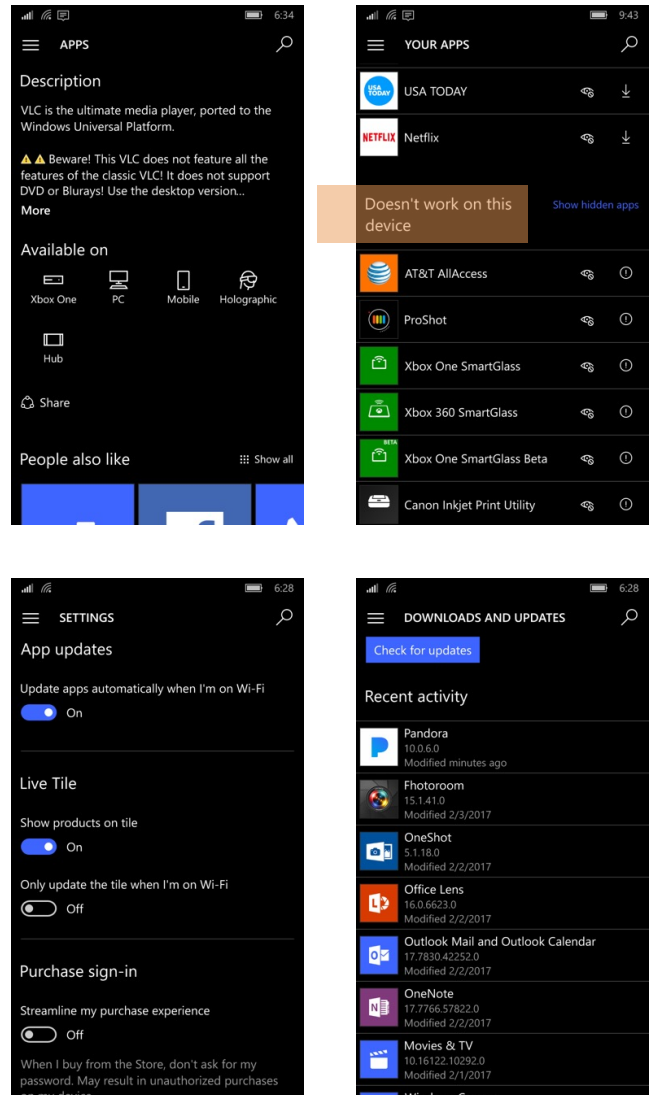 6:34
APPS
Description
VLC is the ultimate media player, ported to the
Windows Universal Platform.
Beware! This VLC does not feature all the
features of the classic VLC! It does not support
DVD or Blurays! Use the desktop version...
More
Available on
Xbox One PC Mobile Holographic
Hub
Share
People also like Show all
9:43
YOUR APPS
USA TODAY USA TODAY
NETFLIX Netflix
Doesn't work on this
device
Show hidden apps
AT&T AllAccess
ProShot
Xbox One SmartGlass
Xbox 360 SmartGlass
BETA Xbox One SmartGlass Beta
Canon Inkjet Print Utility
6:28
SETTINGS
App updates
Update apps automatically when I'm on Wi-Fi
On
Live Tile
Show products on tile
On
Only update the tile when I'm on Wi-Fi
Off
Purchase sign-in
Streamline my purchase experience
Off
When I buy from the Store, don't ask for my
password. May result in unauthorized purchases
6:28
DOWNLOADS AND UPDATES
Check for updates
Recent activity
Pandora
10.0.6.0
Modified minutes ago
Fhotoroom
15.1.41.0
Modified 2/3/2017
OneShot
5.1.18.0
Modified 2/2/2017
Office Lens
16.0.6623.0
Modified 2/2/2017
Outlook Mail and Outlook Calendar
17.7830.42252.0
Modified 2/2/2017
OneNote
17.7766.57822.0
Modified 2/2/2017
Movies & TV
10.16122.10292.0
Modified 2/1/2017